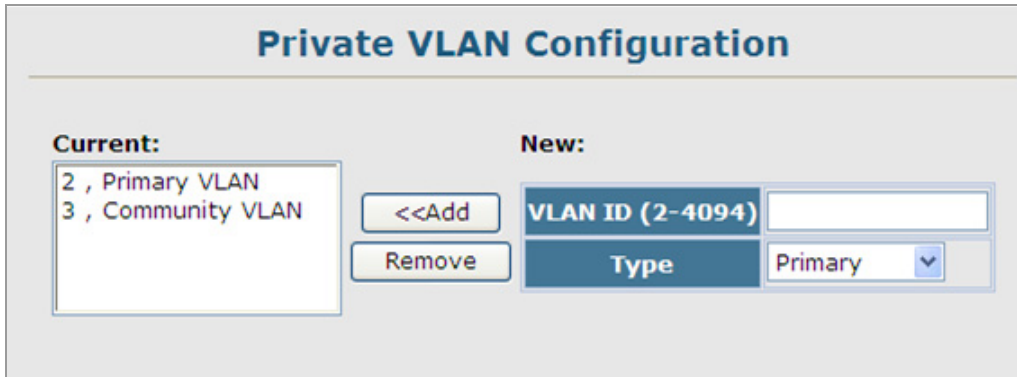 Private VLAN Configuration
Current:
2 , Primary VLAN
3 , Community VLAN
<<Add
Remove
New:
VLAN ID (2-4094)
Type
Primary